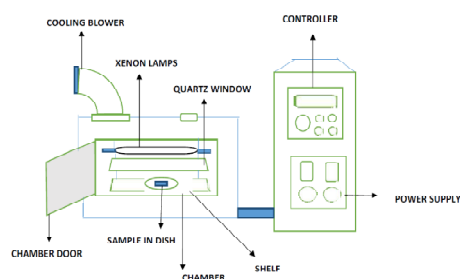 CONTROLLER
COOLING BLOWER
XENON LAMPS
QUARTZ WINDOW
POWER SUPPLY
SAMPLE IN DISH
CHAMBER DOOR
SHELF
CHAMBER